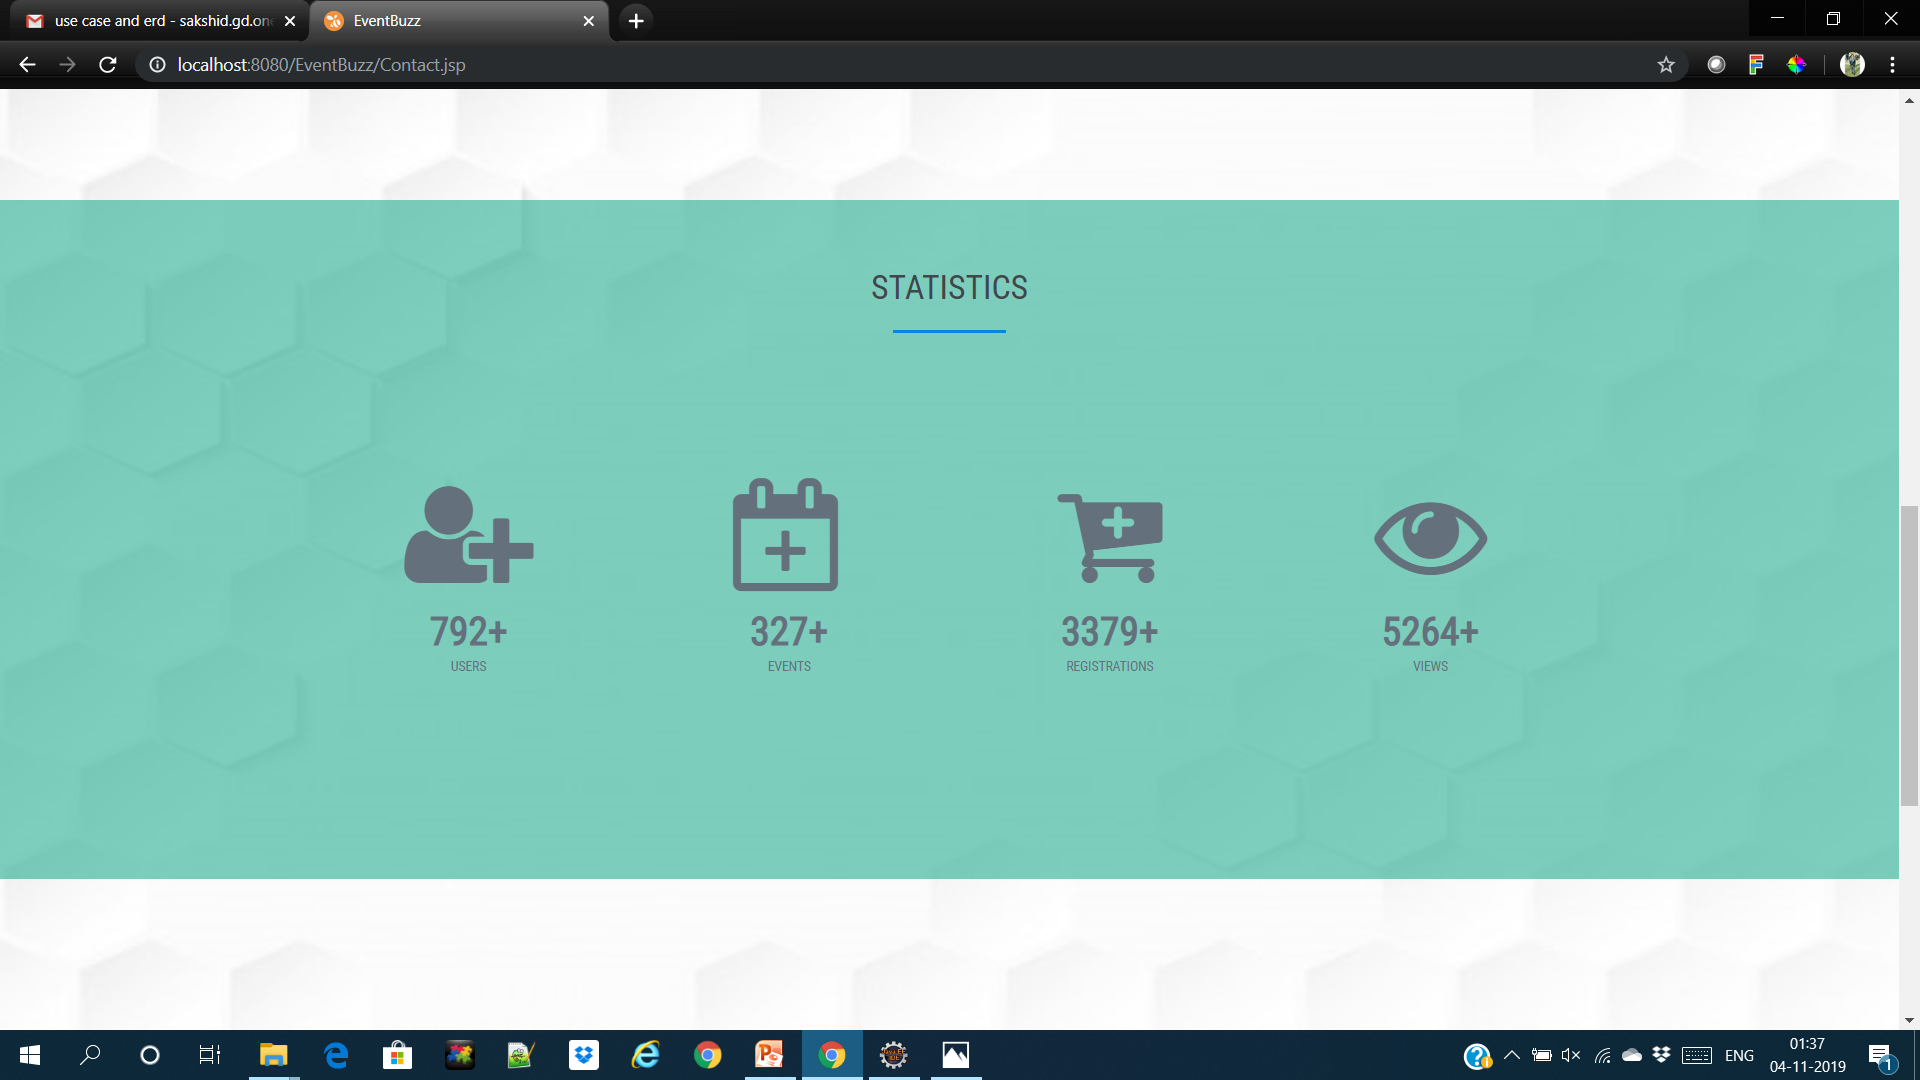 use case and erd - sakshid.gd.on
EventBuzz
localhost:8080/EventBuzz/Contact.jsp
STATISTICS
792+
327+
3379+
5264+
USERS
EVENTS
REGISTRATIONS
VIEWS
ENG
01:37
04-11-2019
1